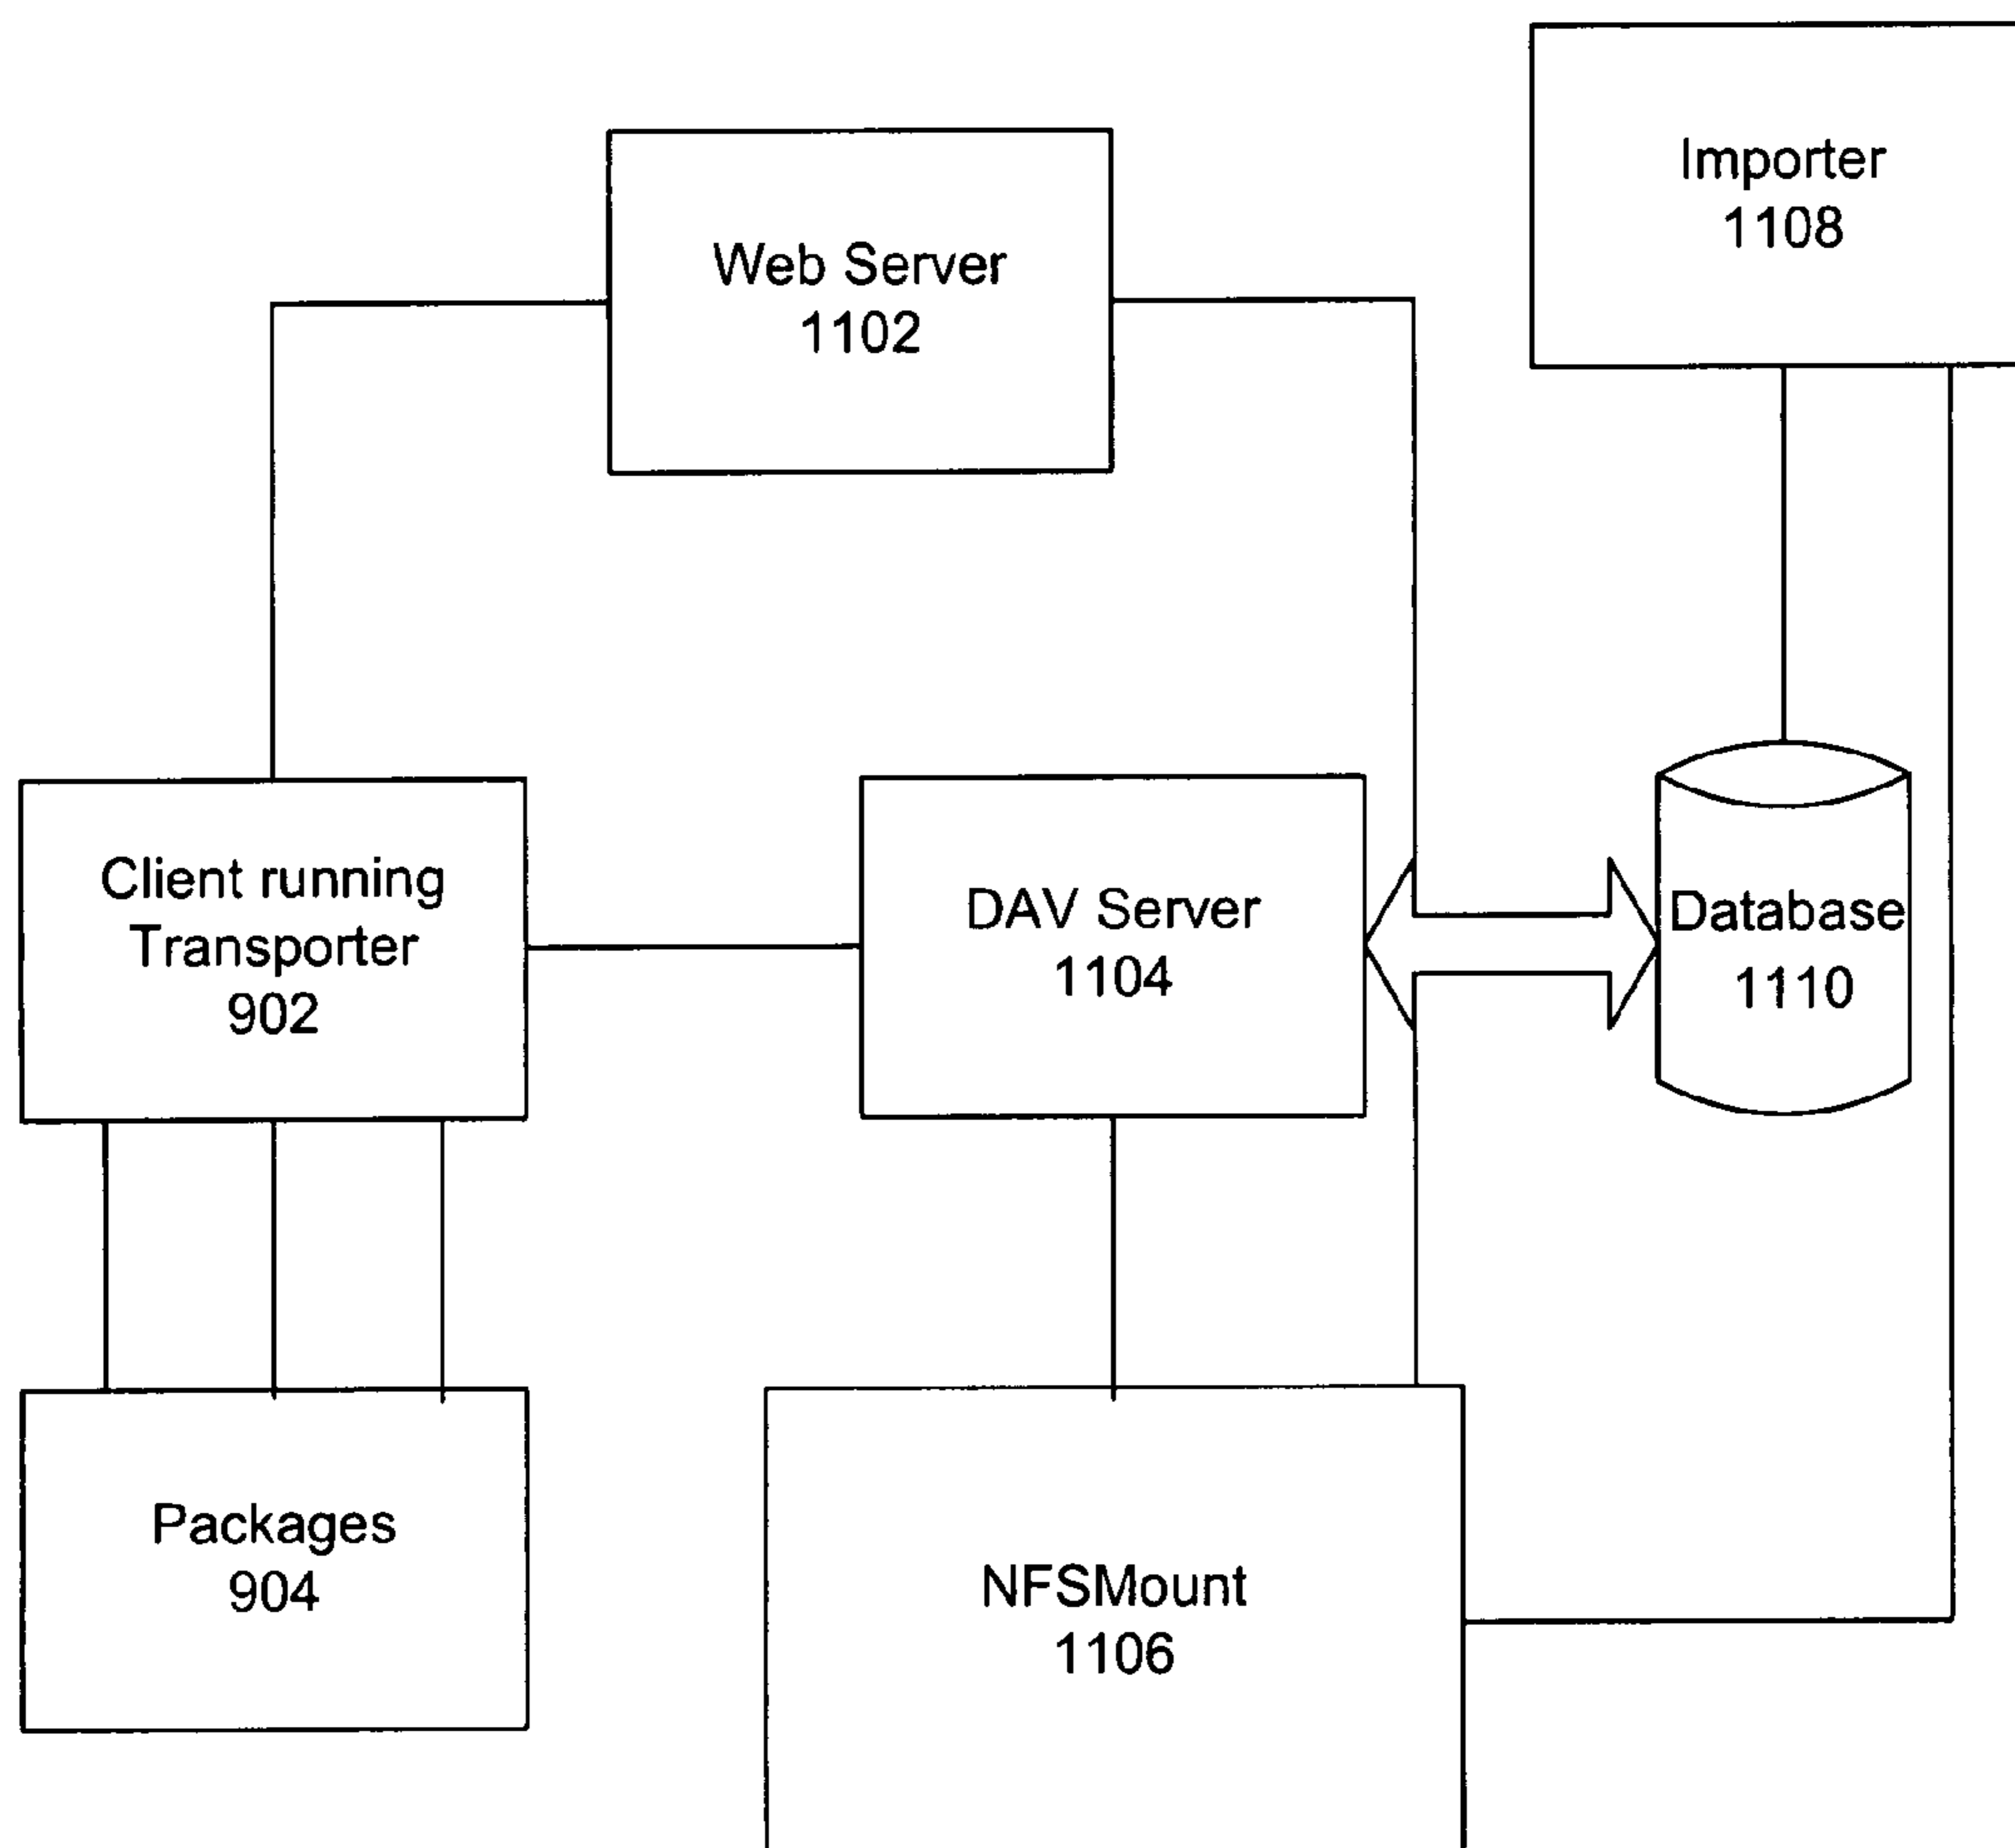 Importer
1108
Web Server
1102
Client running
Transporter
902
DAV Server
1104
Database
1110
Packages
904
NFSMount
1106